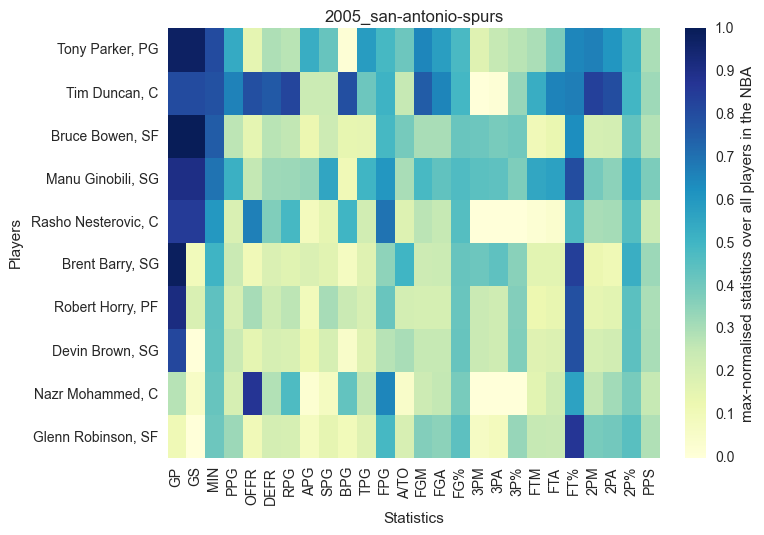 2005_san-antonio-spurs
Players
Tony Parker, PG
Tim Duncan, C
Bruce Bowen, SF
Manu Ginobili, SG
Rasho Nesterovic, C
Brent Barry, SG
Robert Horry, PF
Devin Brown, SG
Nazr Mohammed, C
Glenn Robinson, SF
GP GS MIN PPG OFFR DEFR RPG APG SPG BPG TPG FPG A/TO FGM FGA FG% 3PM 3PA 3P% FTM FTA FT% 2PM 2PA 2P% PPS
Statistics
1.0
0.9
0.8
0.7
0.6
0.5
0.4
0.3
0.2
0.1
0.0
max-normalised statistics over all players in the NBA